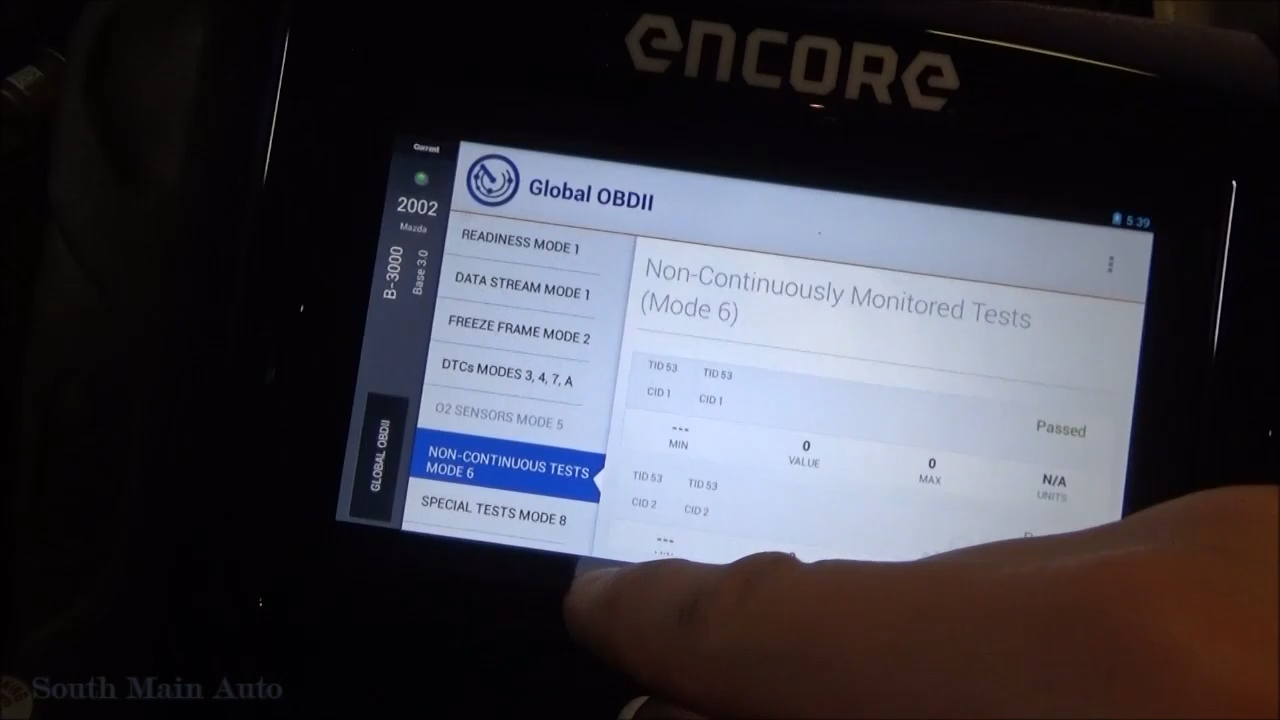 encore
Current
2002
Mazda
B-3000
Base 3.0
GLOBAL OBDII
Global OBDII
5:39
READINESS MODE 1
DATA STREAM MODE 1
FREEZE FRAME MODE 2
DTCs MODES 3, 4, 7, A
O2 SENSORS MODE 5
NON-CONTINUOUS TESTS
MODE 6
SPECIAL TESTS MODE 8
Non-Continuously Monitored Tests
(Mode 6)
TID 53 TID 53
CID 1 CID 1
Passed
--- 0 0 N/A
MIN VALUE MAX UNITS
TID 53 TID 53
CID 2 CID 2
---
South Main Auto